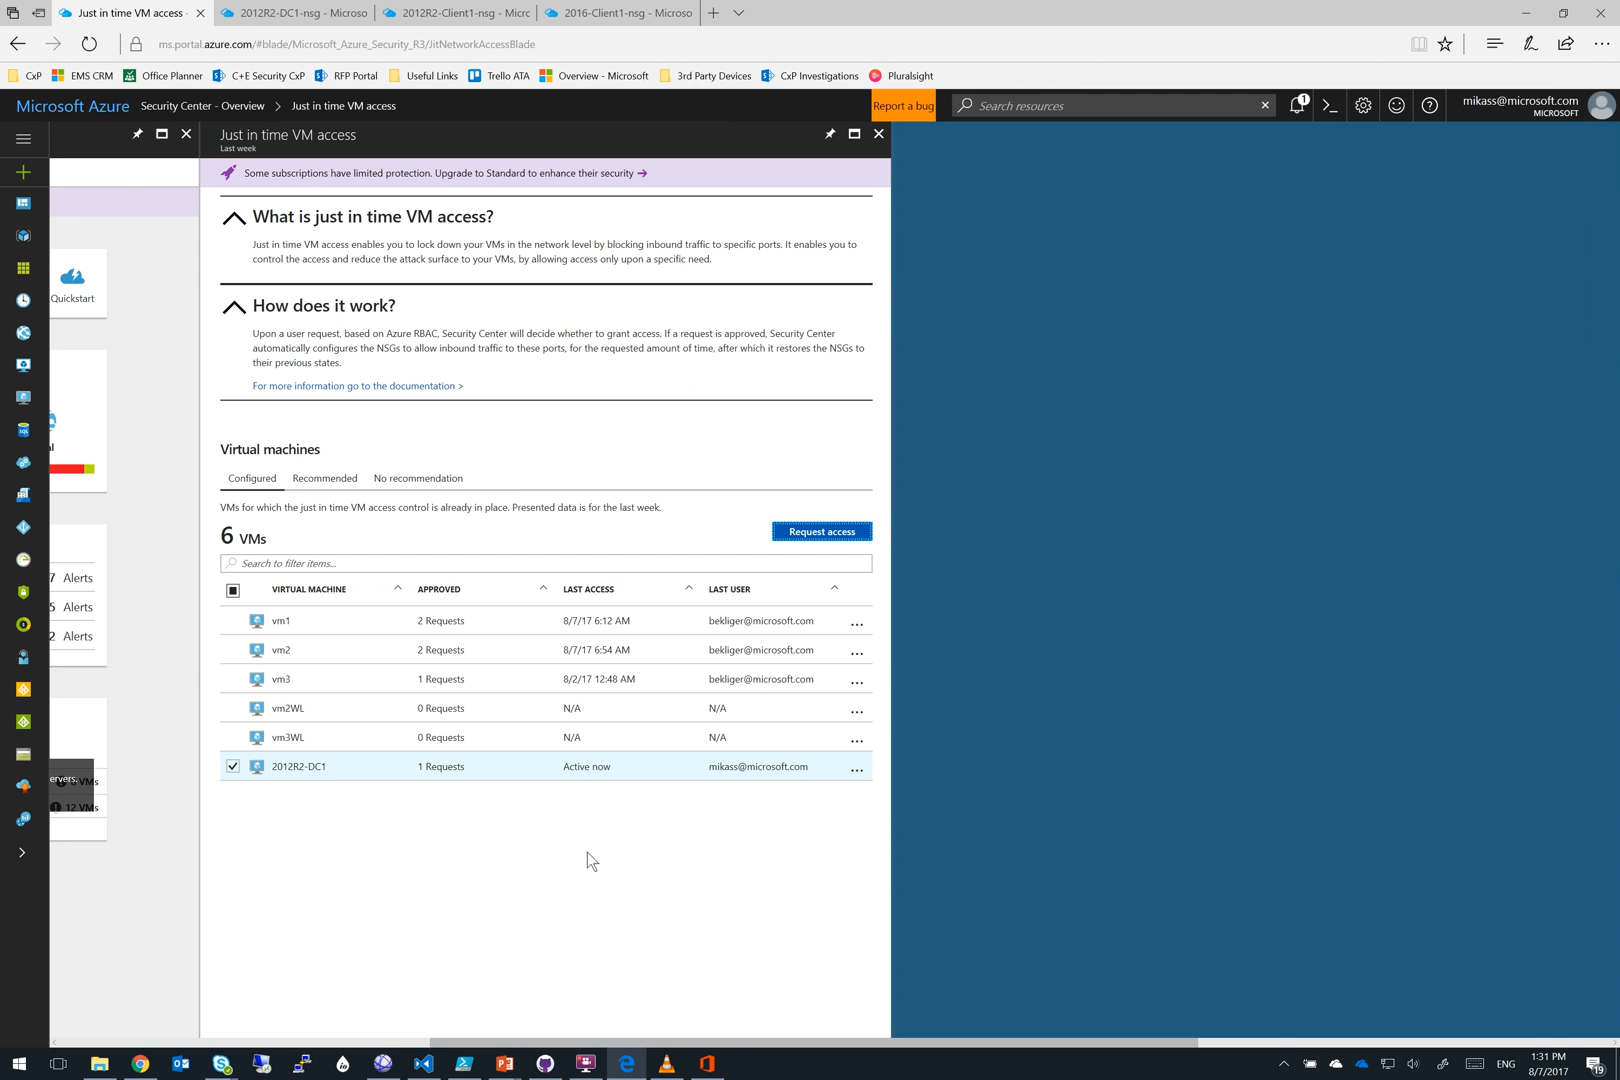 Just in time VM access -
2012R2-DC1-nsg - Microso
2012R2-Client1-nsg - Micrc
2016-Client1-nsg - Microso
ms.portal.azure.com/#blade/Microsoft_Azure_Security_R3/JitNetworkAccessBlade
CxP
EMS CRM
Office Planner
C+E Security CxP
RFP Portal
Useful Links
Trello ATA
Overview - Microsoft
3rd Party Devices
CxP Investigations
Pluralsight
Microsoft Azure
Security Center - Overview > Just in time VM access
Report a bug
Search resources
1
mikass@microsoft.com
MICROSOFT
Just in time VM access
Last week
Some subscriptions have limited protection. Upgrade to Standard to enhance their security →
What is just in time VM access?
Just in time VM access enables you to lock down your VMs in the network level by blocking inbound traffic to specific ports. It enables you to
control the access and reduce the attack surface to your VMs, by allowing access only upon a specific need.
How does it work?
Upon a user request, based on Azure RBAC, Security Center will decide whether to grant access. If a request is approved, Security Center
automatically configures the NSGs to allow inbound traffic to these ports, for the requested amount of time, after which it restores the NSGs to
their previous states.
For more information go to the documentation >
Quickstart
7 Alerts
5 Alerts
2 Alerts
ervers.
VMs
12 VMs
Virtual machines
Configured Recommended No recommendation
VMs for which the just in time VM access control is already in place. Presented data is for the last week.
6 VMs
Request access
Search to filter items...
VIRTUAL MACHINE APPROVED LAST ACCESS LAST USER
vm1 2 Requests 8/7/17 6:12 AM bekliger@microsoft.com ...
vm2 2 Requests 8/7/17 6:54 AM bekliger@microsoft.com ...
vm3 1 Requests 8/2/17 12:48 AM bekliger@microsoft.com ...
vm2WL 0 Requests N/A N/A ...
vm3WL 0 Requests N/A N/A ...
2012R2-DC1 1 Requests Active now mikass@microsoft.com ...
ENG
1:31 PM
8/7/2017
19